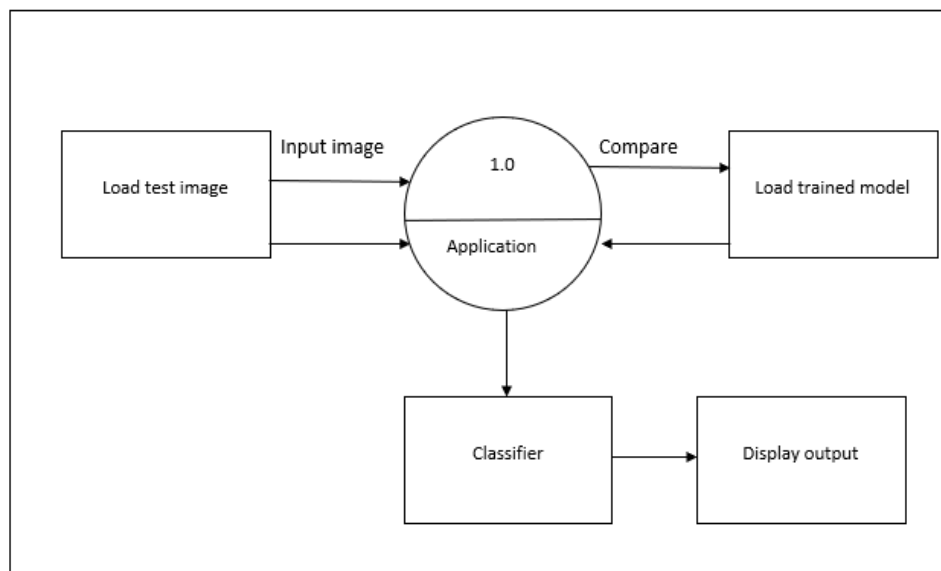 Input image
Compare
1.0
Load test image
Load trained model
Application
Classifier
Display output